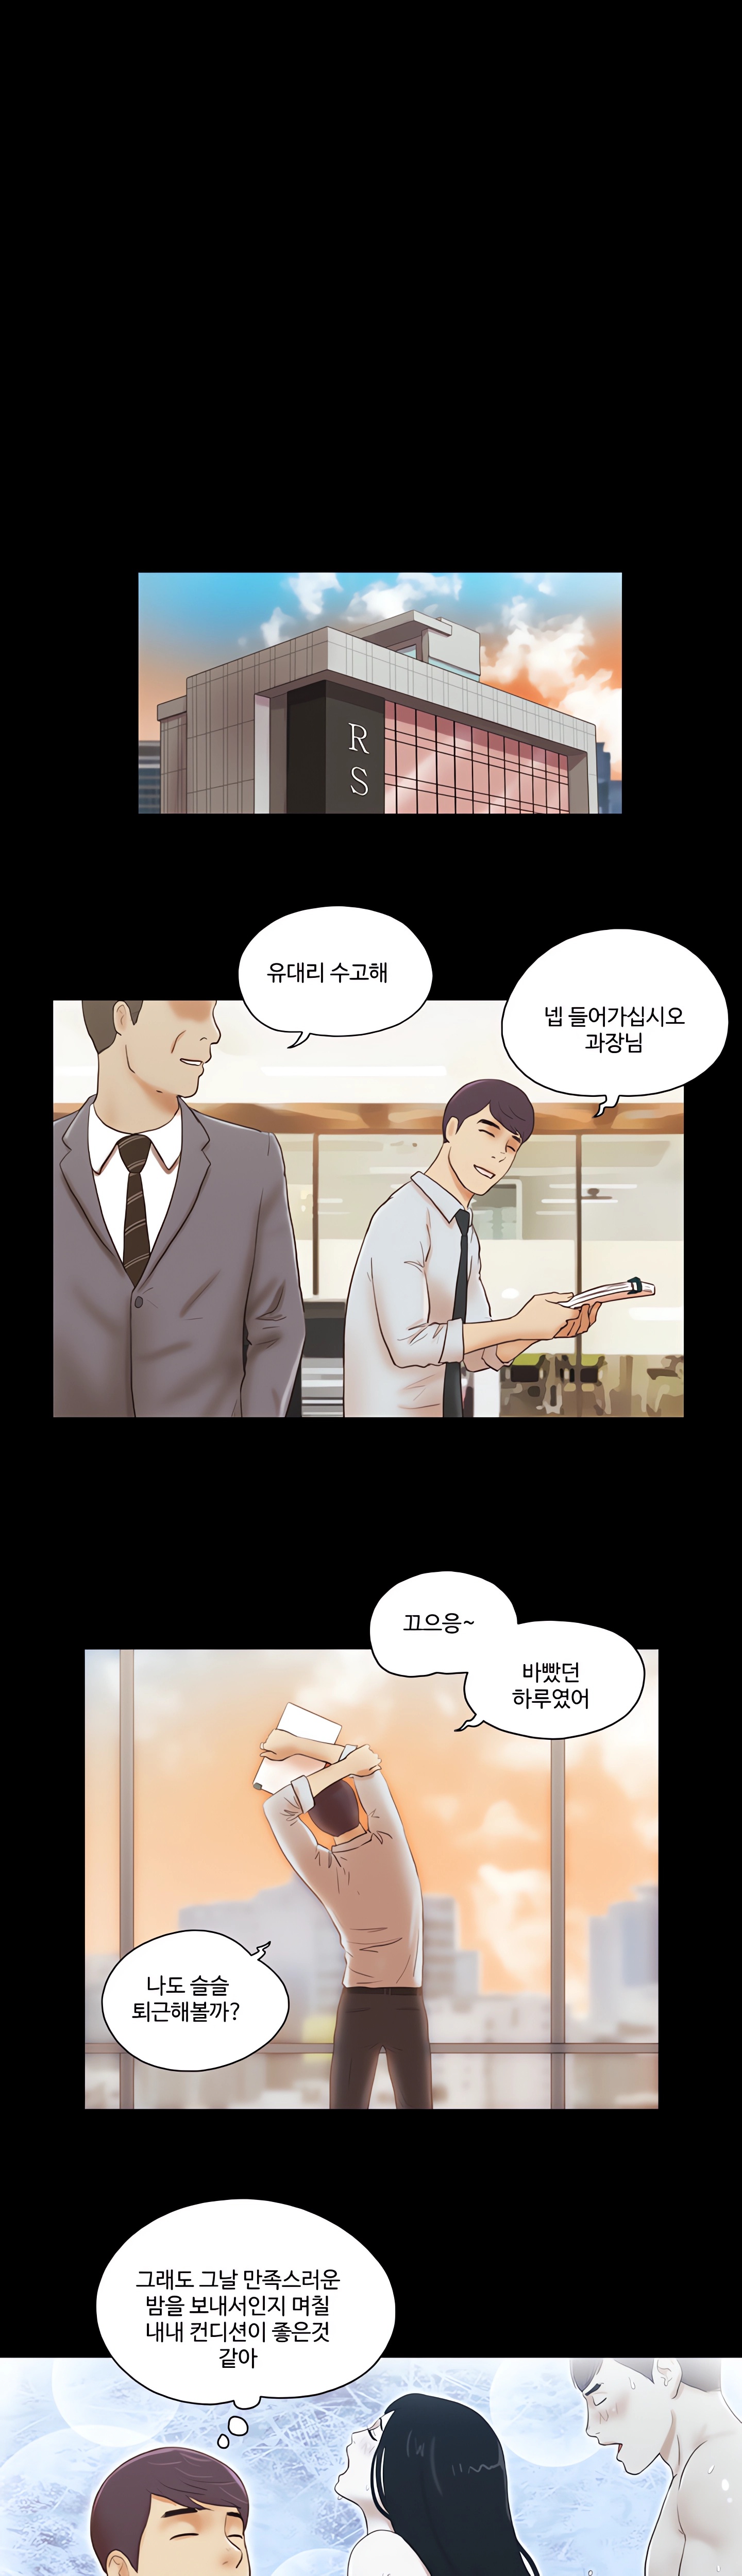 R
S
유대리 수고해
넵 들어가십시오
과장님
끄으응~
바빴던
하루였어
나도 슬슬
퇴근해볼까?
그래도 그날 만족스러운
밤을 보내서인지 며칠
내내 컨디션이 좋은것
같아